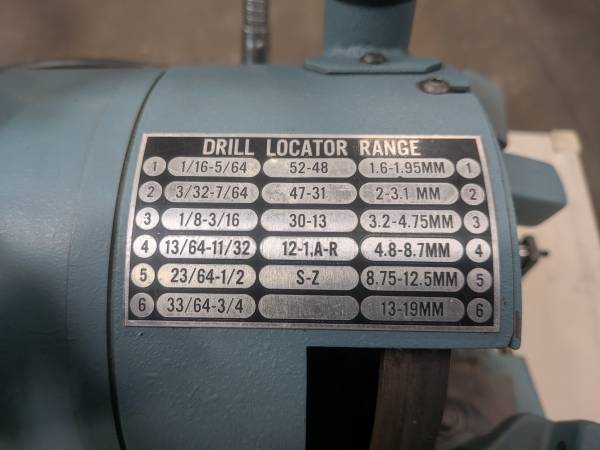 DRILL LOCATOR RANGE
1 1/16-5/64 52-48 1.6-1.95MM 1
2 3/32-7/64 47-31 2-3.1 MM 2
3 1/8-3/16 30-13 3.2-4.75MM 3
4 13/64-11/32 12-1.A-R 4.8-8.7MM 4
5 23/64-1/2 S-Z 8.75-12.5MM 5
6 33/64-3/4 13-19MM 6